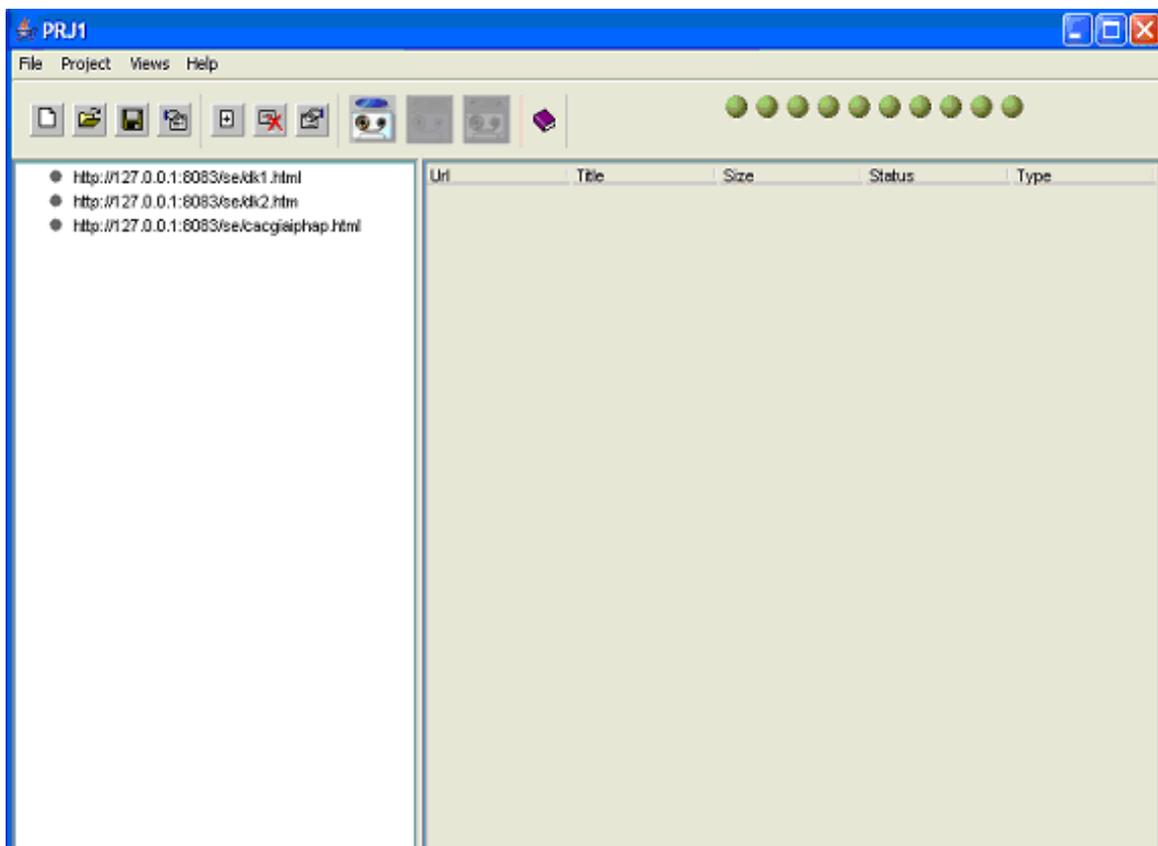 PRJ1
File Project Views Help
http://127.0.0.1:8083/se/dk1.html
http://127.0.0.1:8083/se/dk2.htm
http://127.0.0.1:8083/se/cacgiaiphap.html
Url Title Size Status Type